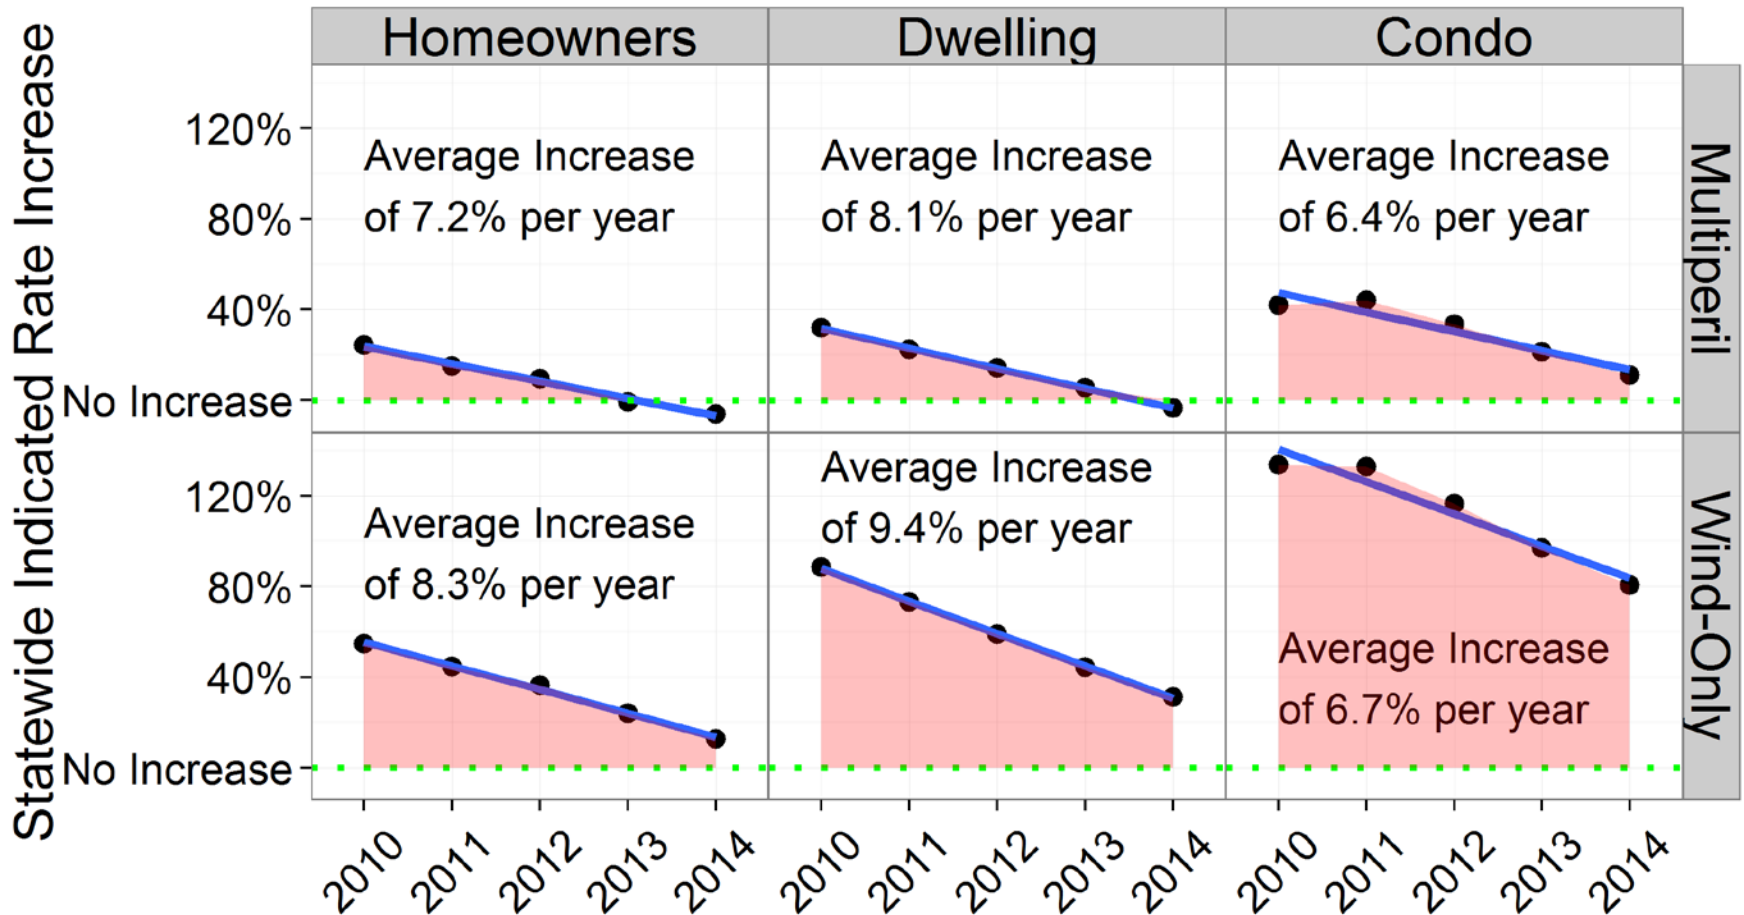 Statewide Indicated Rate Increase
Homeowners
Dwelling
Condo
Multiperil
120%
80%
40%
No Increase
Average Increase
of 7.2% per year
Average Increase
of 8.1% per year
Average Increase
of 6.4% per year
Wind-Only
120%
80%
40%
No Increase
Average Increase
of 8.3% per year
Average Increase
of 9.4% per year
Average Increase
of 6.7% per year
2010 2011 2012 2013 2014
2010 2011 2012 2013 2014
2010 2011 2012 2013 2014